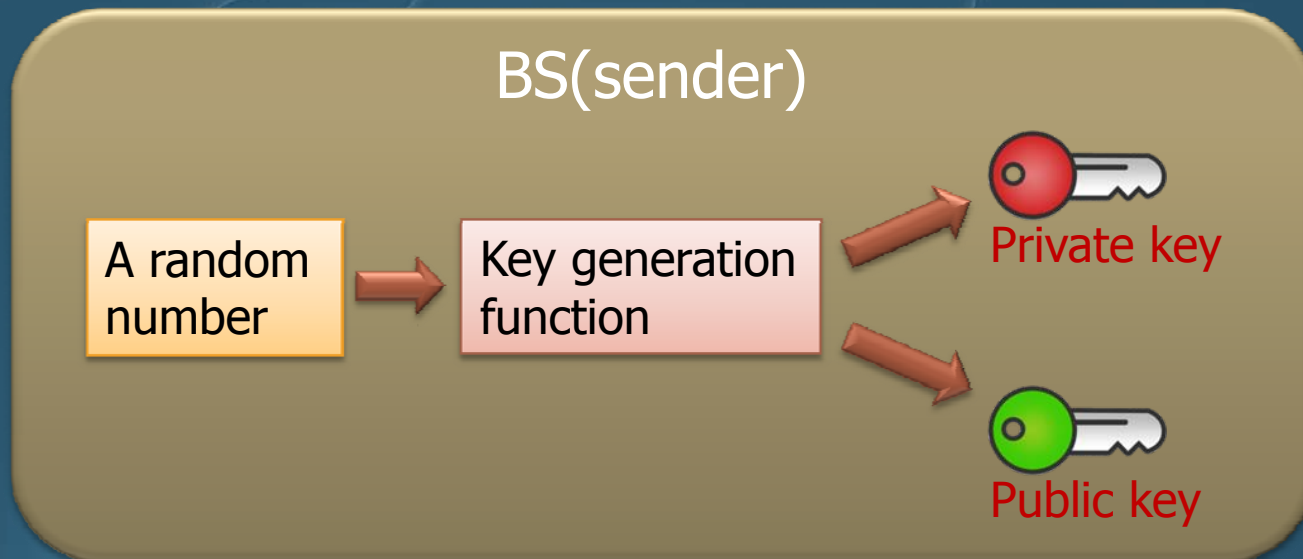 BS(sender)
A random
number
Key generation
function
Private key
Public key